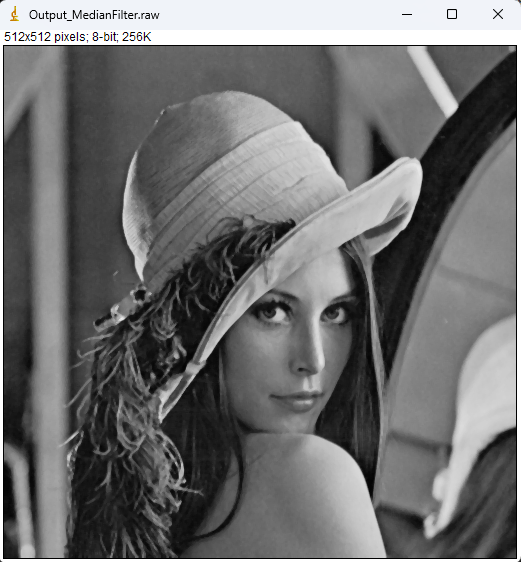 Output_MedianFilter.raw
512x512 pixels; 8-bit; 256K